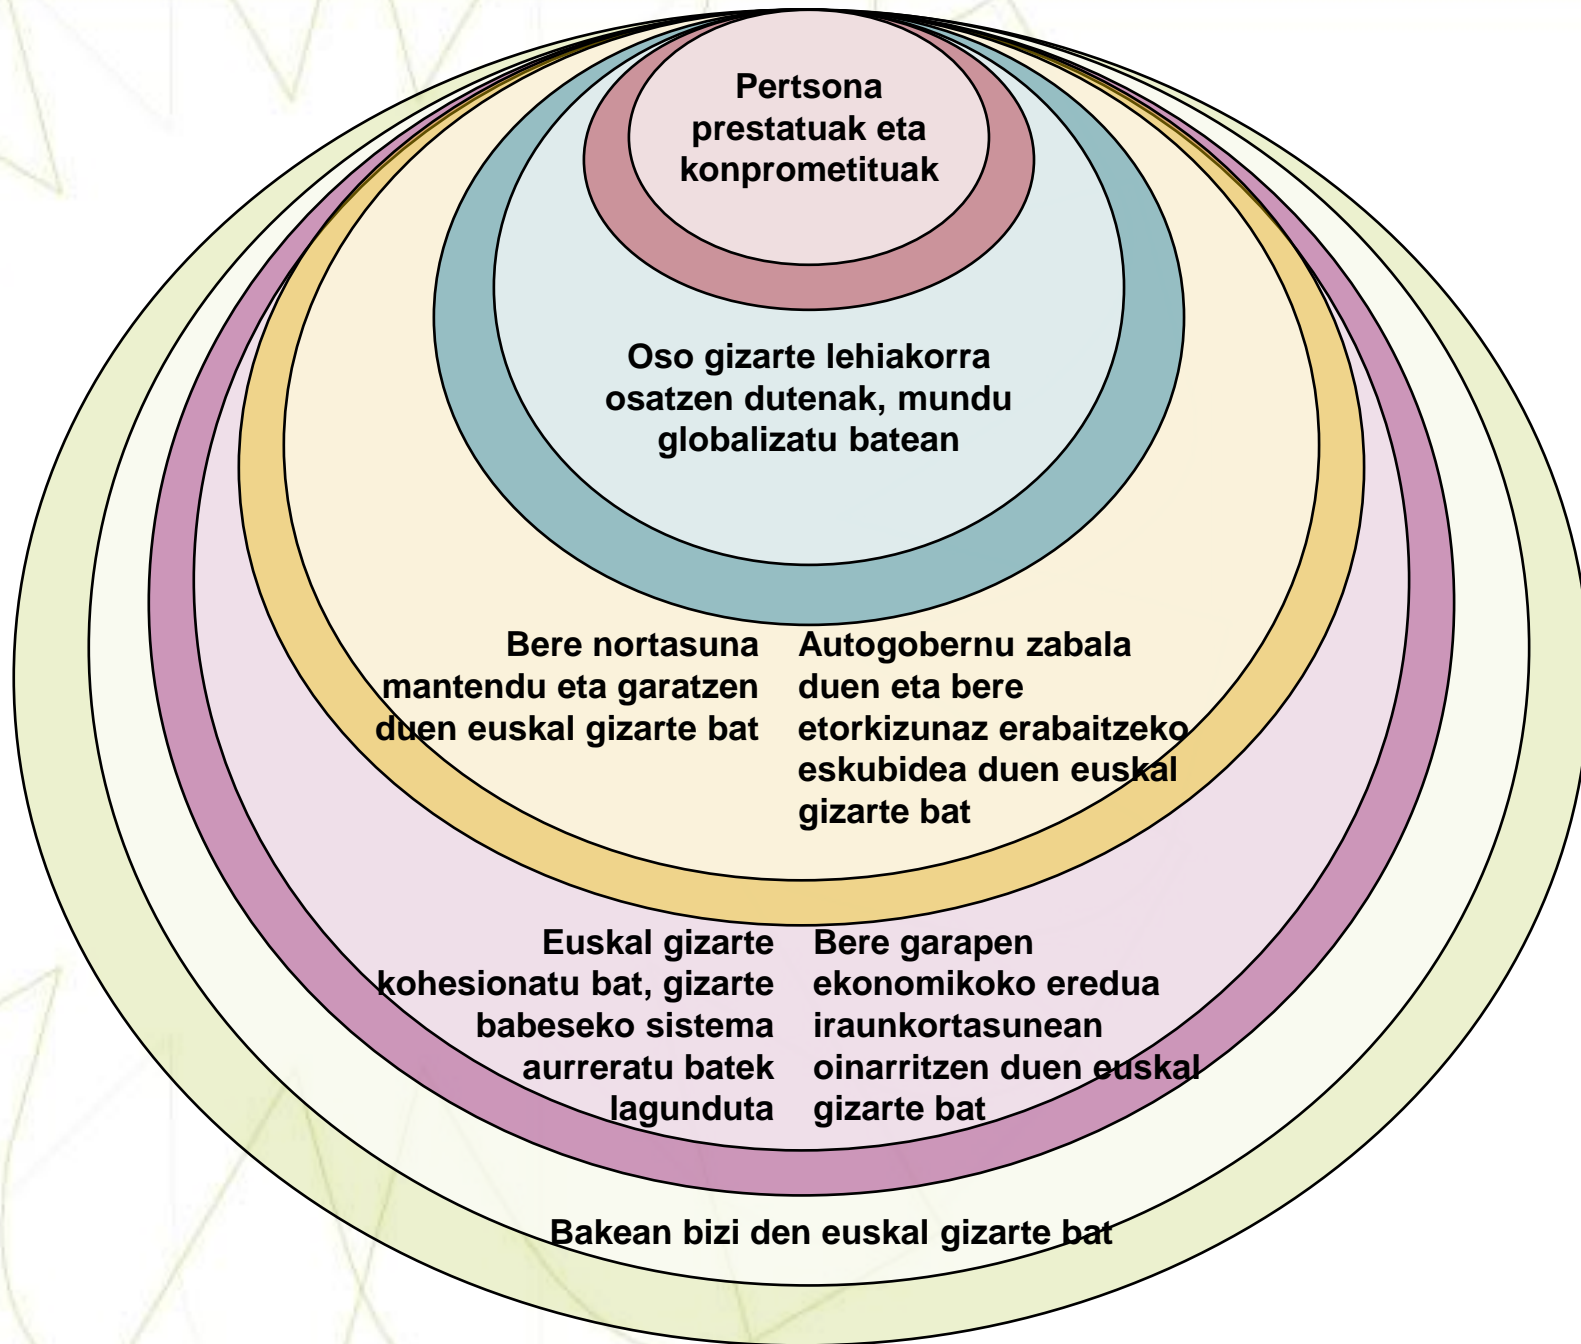 Pertsona
prestatuak eta
konprometituak
Oso gizarte lehiakorra
osatzen dutenak, mundu
globalizatu batean
Bere nortasuna
mantendu eta garatzen
duen euskal gizarte bat
Autogobernu zabala
duen eta bere
etorkizunaz erabaitzeko
eskubidea duen euskal
gizarte bat
Euskal gizarte
kohesionatu bat, gizarte
babeseko sistema
aurreratu batek
lagunduta
Bere garapen
ekonomikoko eredua
iraunkortasunean
oinarritzen duen euskal
gizarte bat
Bakean bizi den euskal gizarte bat